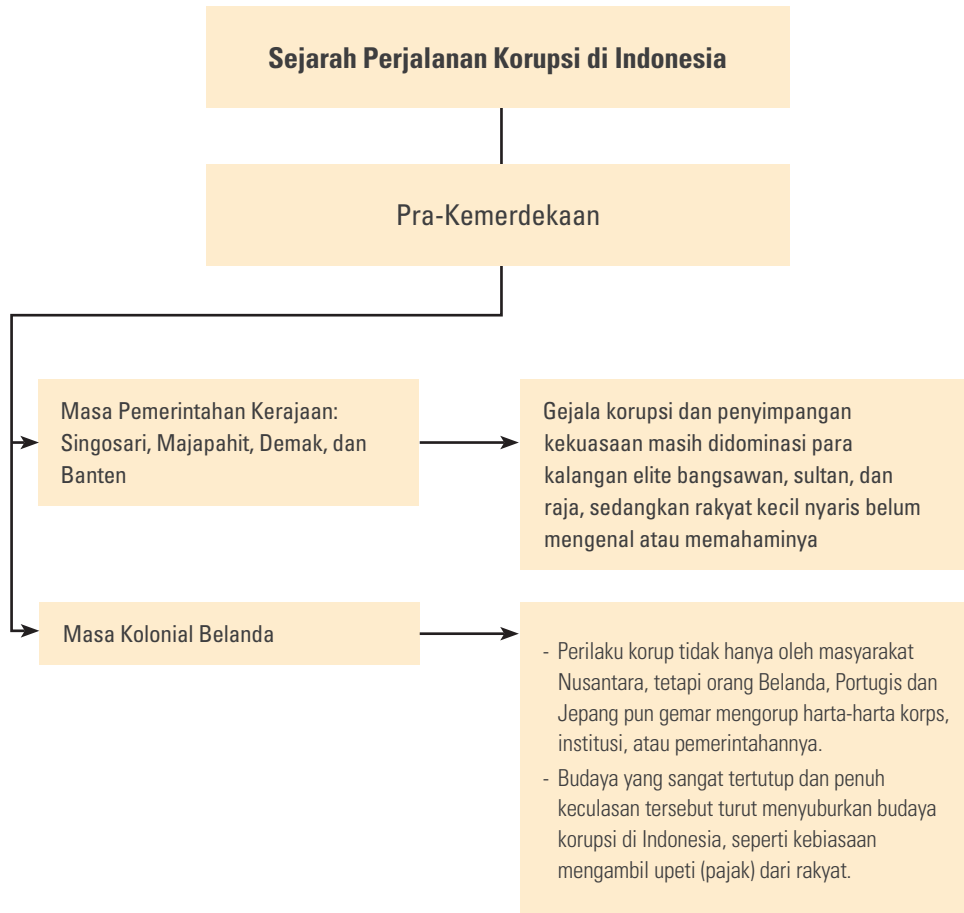 Sejarah Perjalanan Korupsi di Indonesia
Pra-Kemerdekaan
Masa Pemerintahan Kerajaan:
Singosari, Majapahit, Demak, dan
Banten
Gejala korupsi dan penyimpangan
kekuasaan masih didominasi para
kalangan elite bangsawan, sultan, dan
raja, sedangkan rakyat kecil nyaris belum
mengenal atau memahaminya
Masa Kolonial Belanda
- Perilaku korup tidak hanya oleh masyarakat
Nusantara, tetapi orang Belanda, Portugis dan
Jepang pun gemar mengorup harta-harta korps,
institusi, atau pemerintahannya.
- Budaya yang sangat tertutup dan penuh
keculasan tersebut turut menyuburkan budaya
korupsi di Indonesia, seperti kebiasaan
mengambil upeti (pajak) dari rakyat.